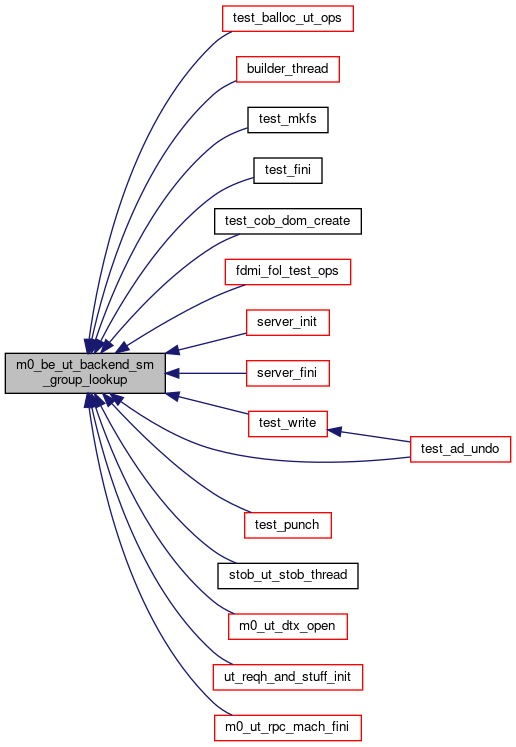 test_balloc_ut_ops
builder_thread
test_mkfs
test_fini
test_cob_dom_create
fdmi_fol_test_ops
server_init
m0_be_ut_backend_sm
_group_lookup
server_fini
test_write
test_ad_undo
test_punch
stob_ut_stob_thread
m0_ut_dtx_open
ut_reqh_and_stuff_init
m0_ut_rpc_mach_fini